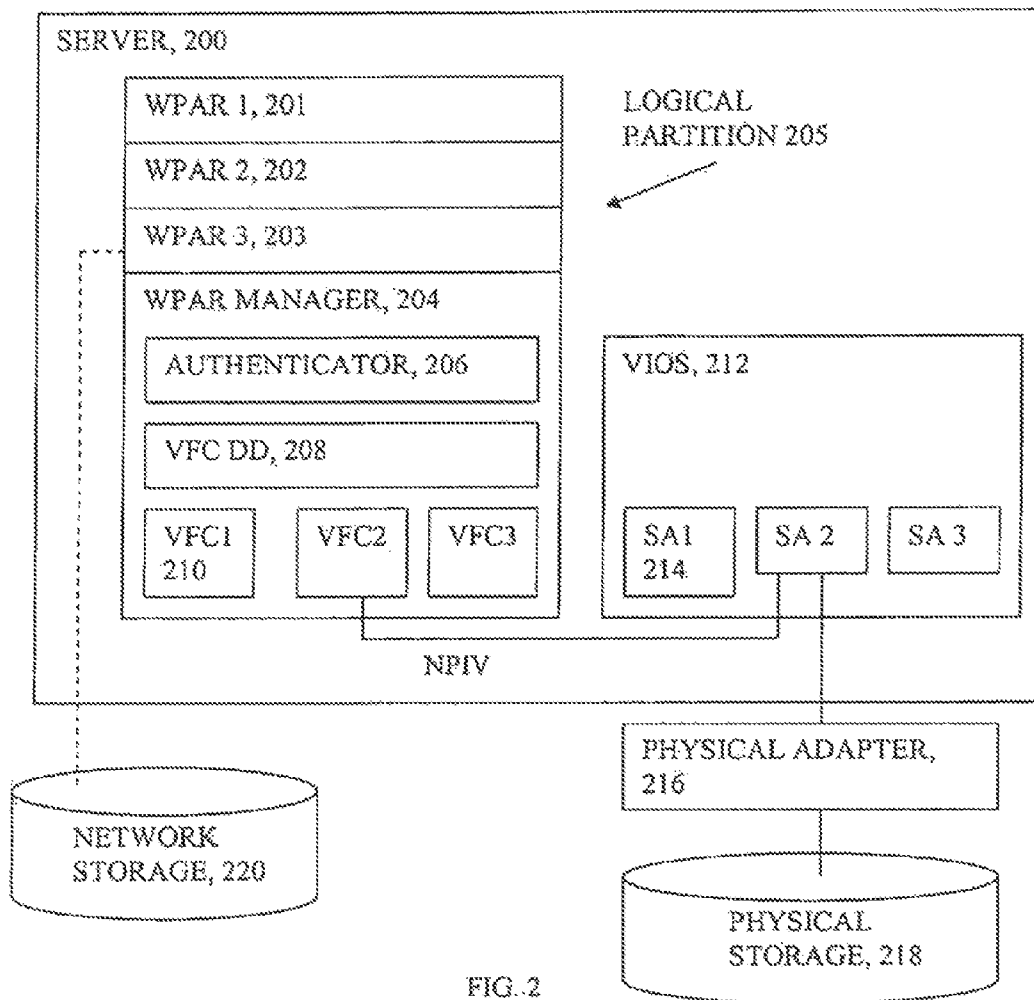 SERVER, 200
WPAR 1, 201
LOGICAL
PARTITION 205
WPAR 2, 202
WPAR 3, 203
WPAR MANAGER, 204
AUTHENTICATOR, 206
VIOS, 212
VFC DD, 208
VFC1
210
VFC2
VFC3
SA1
214
SA 2
SA 3
NPIV
PHYSICAL ADAPTER,
216
NETWORK
STORAGE, 220
PHYSICAL
STORAGE, 218
FIG. 2